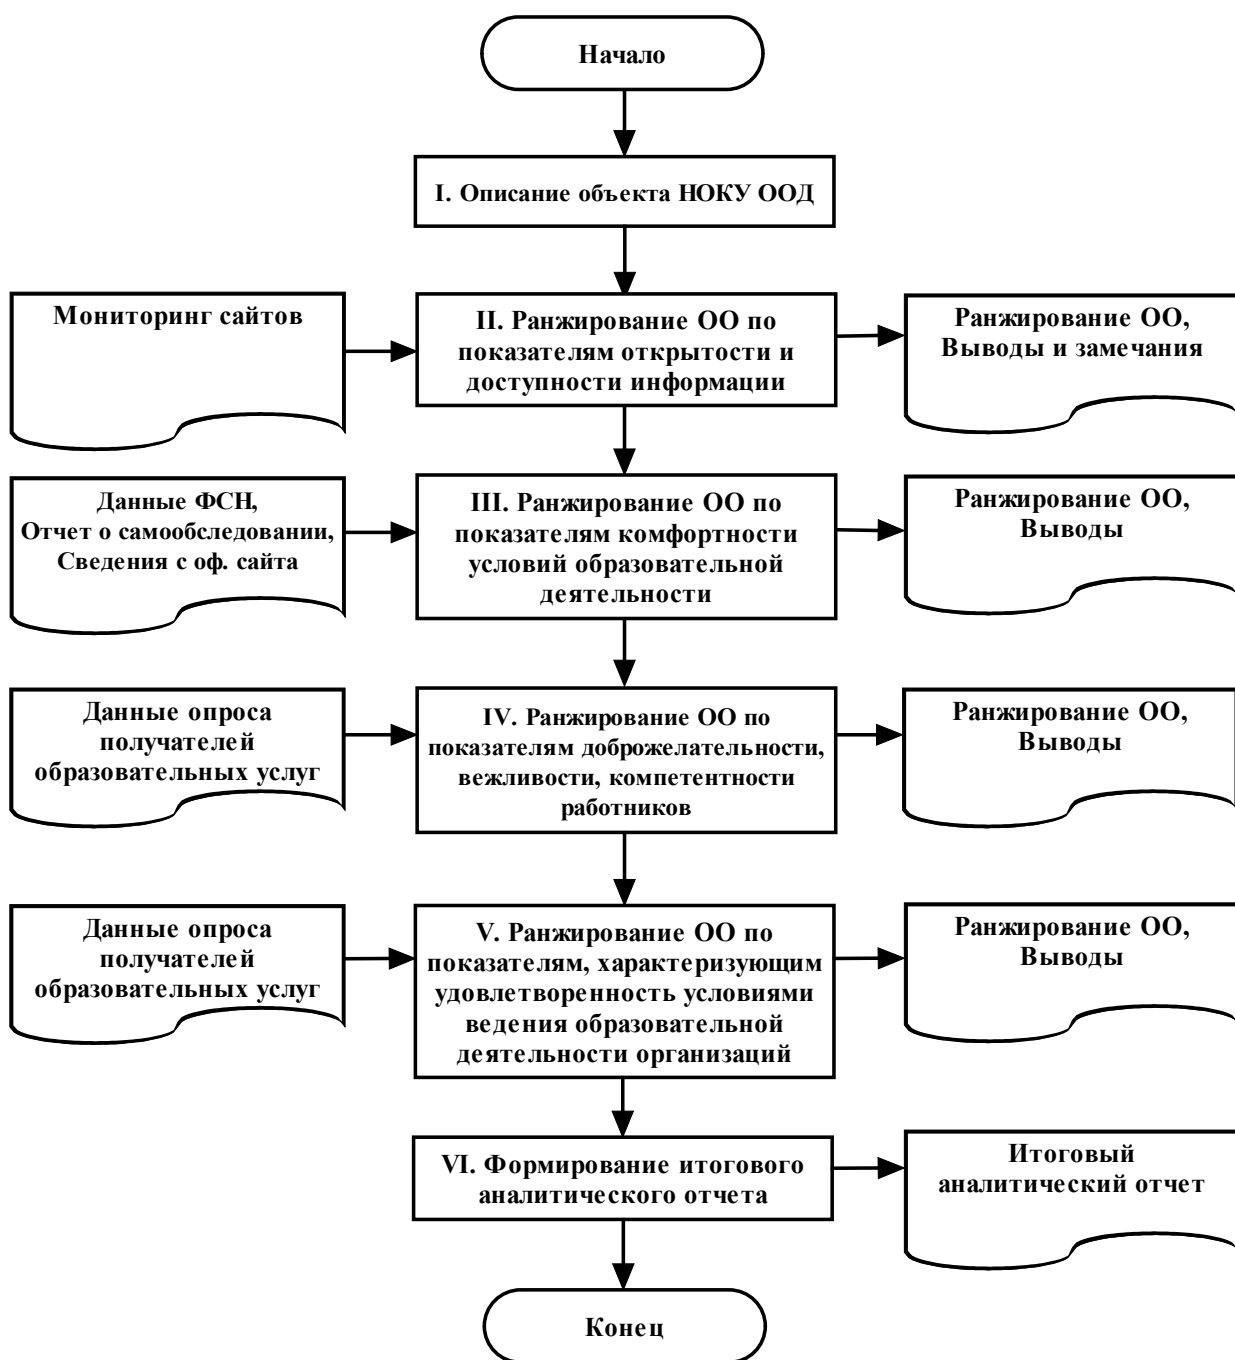 Начало
I. Описание объекта НОКУ ООД
Мониторинг сайтов
II. Ранжирование ОО по
показателям открытости и
доступности информации
Ранжирование ОО,
Выводы и замечания
Данные ФСН,
Отчет о самообследовании,
Сведения с оф. сайта
III. Ранжирование ОО по
показателям комфортности
условий образовательной
деятельности
Ранжирование ОО,
Выводы
Данные опроса
получателей
образовательных услуг
IV. Ранжирование ОО по
показателям доброжелательности,
вежливости, компетентности
работников
Ранжирование ОО,
Выводы
Данные опроса
получателей
образовательных услуг
V. Ранжирование ОО по
показателям, характеризующим
удовлетворенность условиями
ведения образовательной
деятельности организаций
Ранжирование ОО,
Выводы
VI. Формирование итогового
аналитического отчета
Итоговый
аналитический отчет
Конец